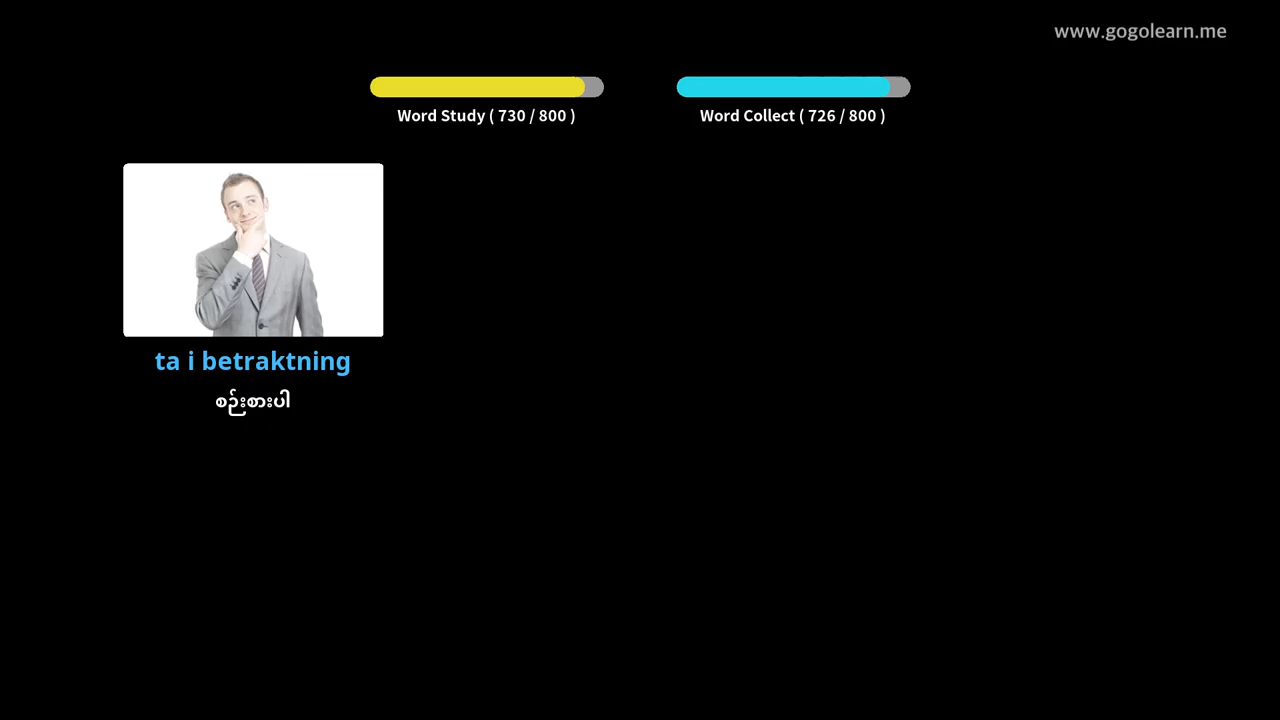 www.gogolearn.me
Word Study ( 730 / 800 )
Word Collect ( 726 / 800 )
ta i betraktning
စဉ်းစားပါ